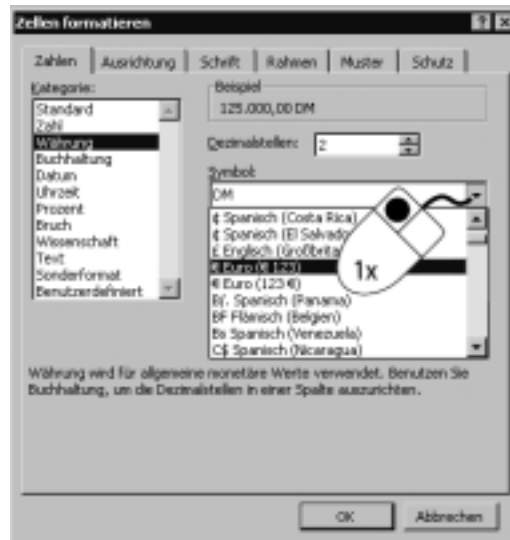 Zellen formatieren
Zahlen Ausrichtung Schrift Rahmen Muster Schutz
Kategorie:
Standard
Zahl
Währung
Buchhaltung
Datum
Uhrzeit
Prozent
Bruch
Wissenschaft
Text
Sonderformat
Benutzerdefiniert
Beispiel
125.000,00 DM
Dezimalstellen: 2
Symbol:
DM
¢ Spanisch (Costa Rica)
¢ Spanisch (El Salvado
£ Englisch (Großbrita
€ Euro (€ 123)
€ Euro (123 €)
B/. Spanisch (Panama)
BF Flämisch (Belgien)
Bs Spanisch (Venezuela)
C$ Spanisch (Nicaragua)
1x
Währung wird für allgemeine monetäre Werte verwendet. Benutzen Sie
Buchhaltung, um die Dezimalstellen in einer Spalte auszurichten.
OK Abbrechen